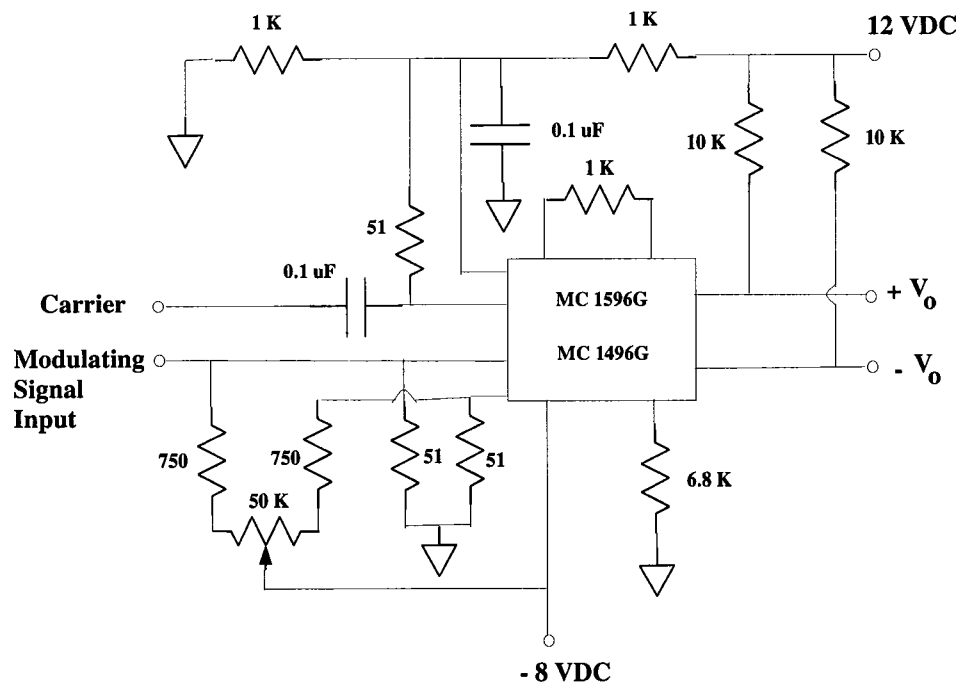 1 K
1 K
12 VDC
0.1 uF
10 K
10 K
1 K
51
0.1 uF
MC 1596G
Carrier
+ Vo
MC 1496G
Modulating
Signal
Input
- Vo
750
750
51
51
6.8 K
50 K
- 8 VDC